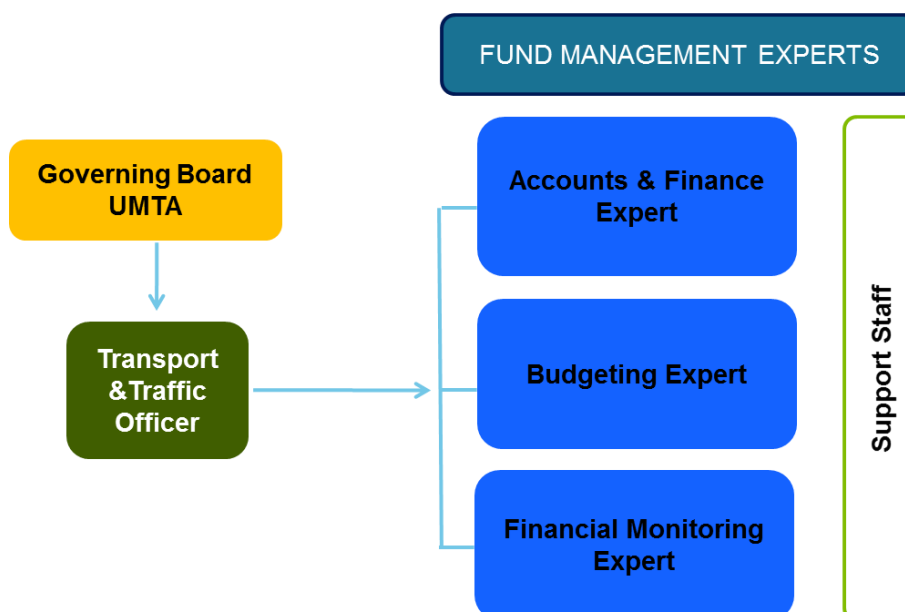 FUND MANAGEMENT EXPERTS
Governing Board
UMTA
Transport
&Traffic
Officer
Accounts & Finance
Expert
Budgeting Expert
Financial Monitoring
Expert
Support Staff